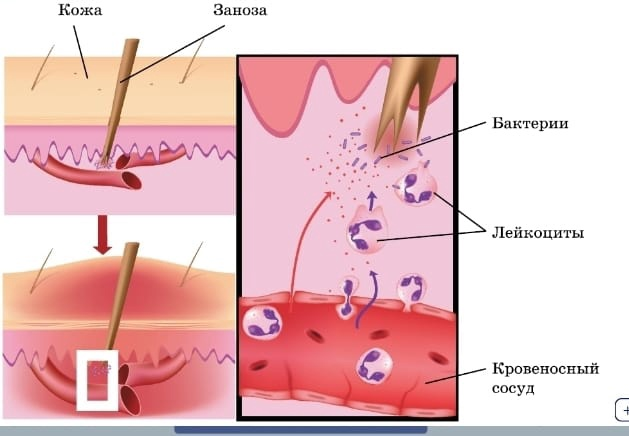 Кожа
Заноза
Бактерии
Лейкоциты
Кровеносный
сосуд
+